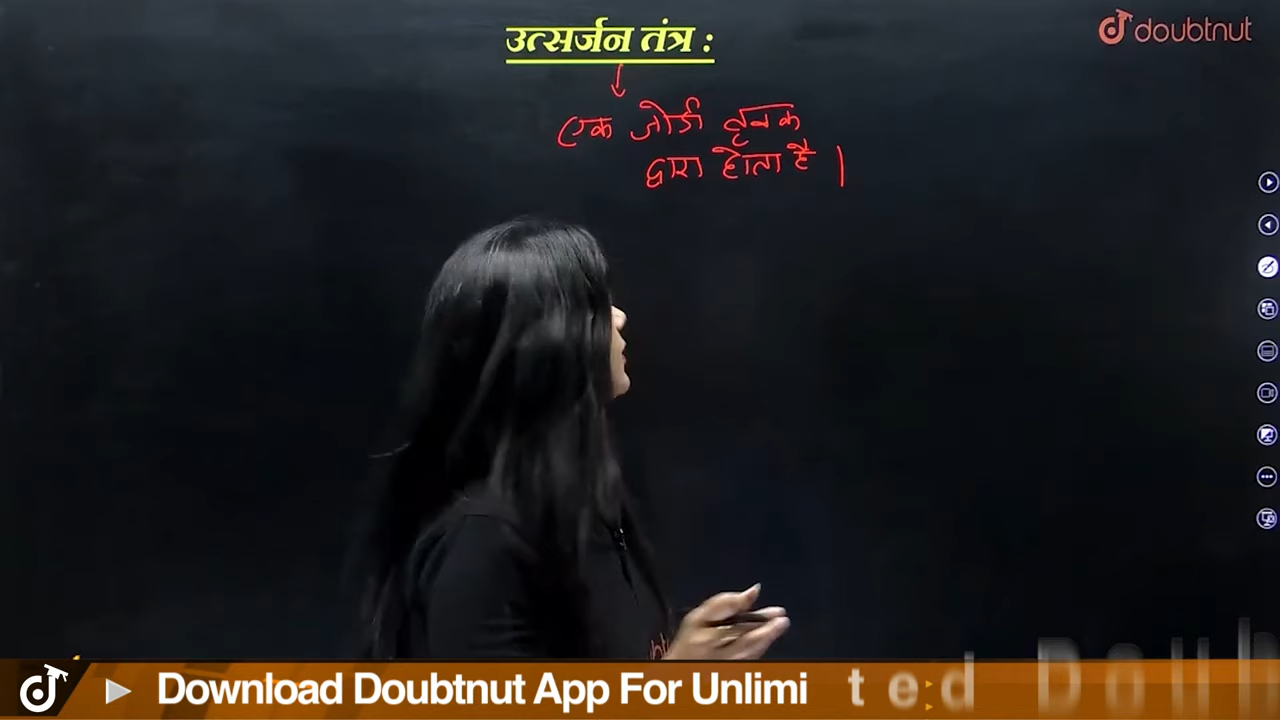 उत्सर्जन तंत्र :
doubtnut
एक जोडी वृक्क
द्वारा होता है ।
Download Doubtnut App For Unlimi t e d D o u